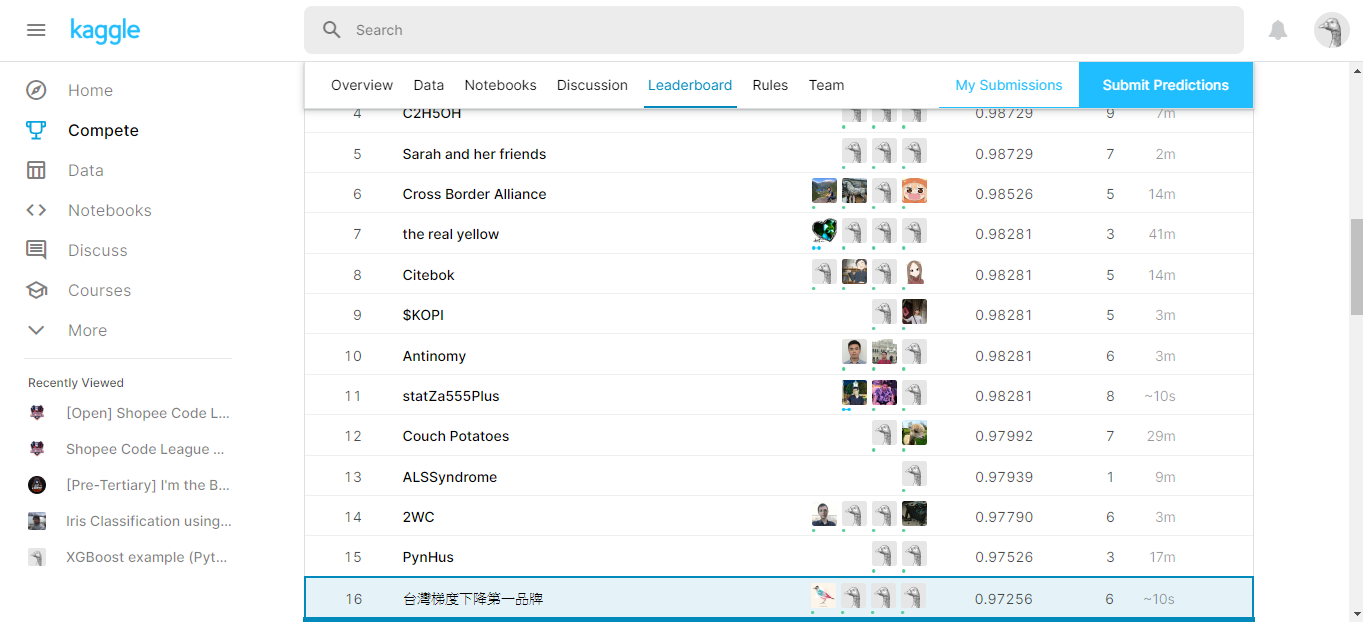 kaggle
Search
Home
Compete
Data
Notebooks
Discuss
Courses
More
Recently Viewed
[Open] Shopee Code L...
Shopee Code League ...
[Pre-Tertiary] I'm the B...
Iris Classification using...
XGBoost example (Pyt...
Overview Data Notebooks Discussion Leaderboard Rules Team My Submissions Submit Predictions
4 C2H5OH 0.98729 9 7m
5 Sarah and her friends 0.98729 7 2m
6 Cross Border Alliance 0.98526 5 14m
7 the real yellow 0.98281 3 41m
8 Citebok 0.98281 5 14m
9 $KOPI 0.98281 5 3m
10 Antinomy 0.98281 6 3m
11 statZa555Plus 0.98281 8 ~10s
12 Couch Potatoes 0.97992 7 29m
13 ALSSyndrome 0.97939 1 9m
14 2WC 0.97790 6 3m
15 PynHus 0.97526 3 17m
16 台灣梯度下降第一品牌 0.97256 6 ~10s